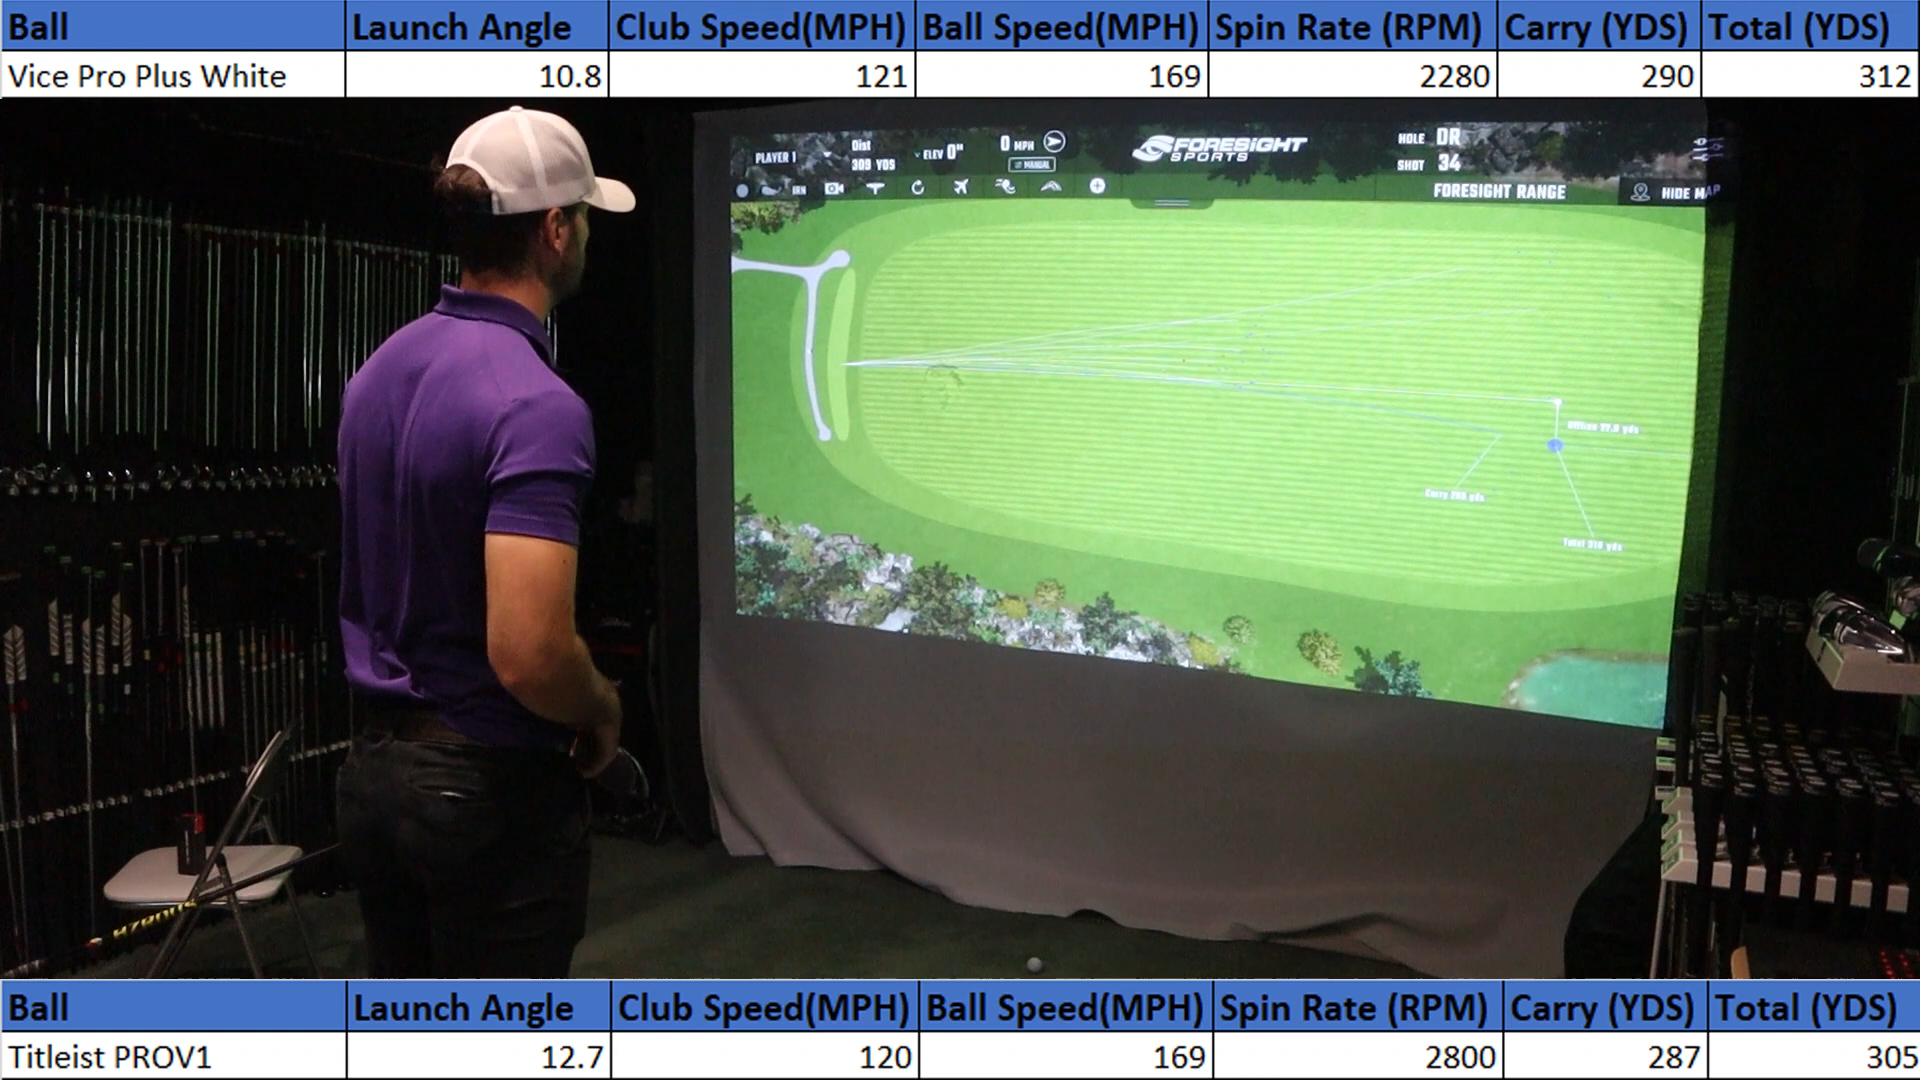 Ball Launch Angle Club Speed(MPH) Ball Speed(MPH) Spin Rate (RPM) Carry (YDS) Total (YDS)
Vice Pro Plus White 10.8 121 169 2280 290 312
PLAYER 1
Dist
309 YDS
ELEV 0"
0 MPH
MANUAL
FORESIGHT
SPORTS
HOLE DR
SHOT 34
IRN
FORESIGHT RANGE
HIDE MAP
Ball Launch Angle Club Speed(MPH) Ball Speed(MPH) Spin Rate (RPM) Carry (YDS) Total (YDS)
Titleist PROV1 12.7 120 169 2800 287 305